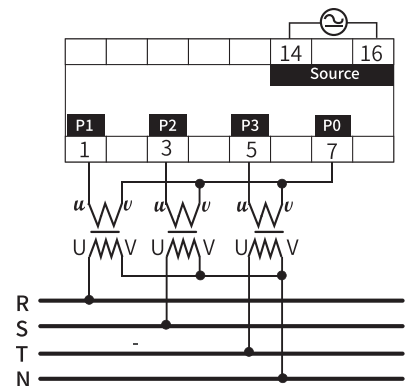 14 16
Source
P1 P2 P3 P0
1 3 5 7
u v u v u v
U V U V U V
R
S
T
N